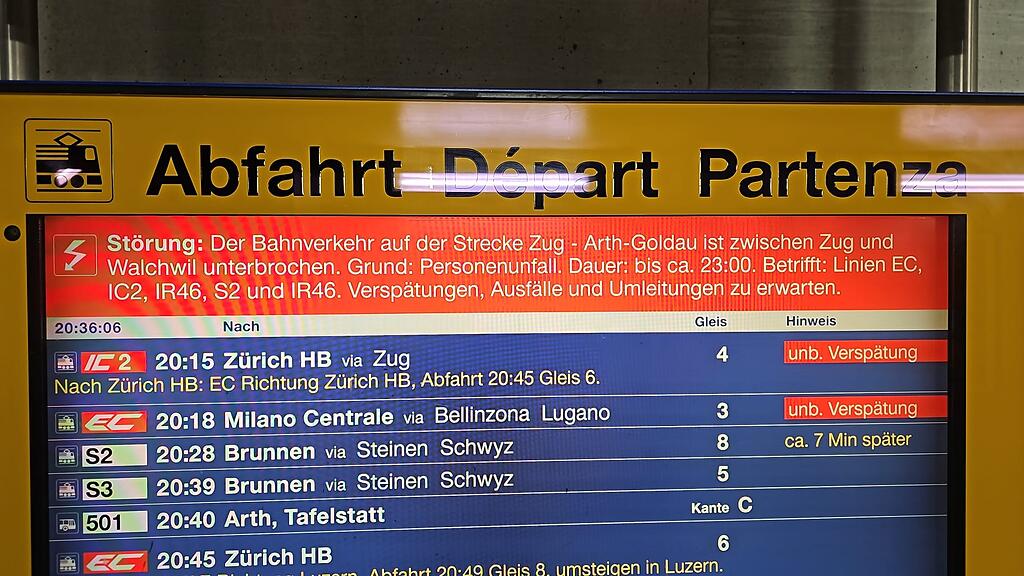 Abfahrt Départ Partenza
Störung: Der Bahnverkehr auf der Strecke Zug - Arth-Goldau ist zwischen Zug und
Walchwil unterbrochen. Grund: Personenunfall. Dauer: bis ca. 23:00. Betrifft: Linien EC,
IC2, IR46, S2 und IR46. Verspätungen, Ausfälle und Umleitungen zu erwarten.
20:36:06 Nach Gleis Hinweis
IC 2 20:15 Zürich HB via Zug 4 unb. Verspätung
Nach Zürich HB: EC Richtung Zürich HB, Abfahrt 20:45 Gleis 6.
EC 20:18 Milano Centrale via Bellinzona Lugano 3 unb. Verspätung
S2 20:28 Brunnen via Steinen Schwyz 8 ca. 7 Min später
S3 20:39 Brunnen via Steinen Schwyz 5
501 20:40 Arth, Tafelstatt Kante C
EC 20:45 Zürich HB 6
Richtung Luzern, Abfahrt 20:49 Gleis 8, umsteigen in Luzern.